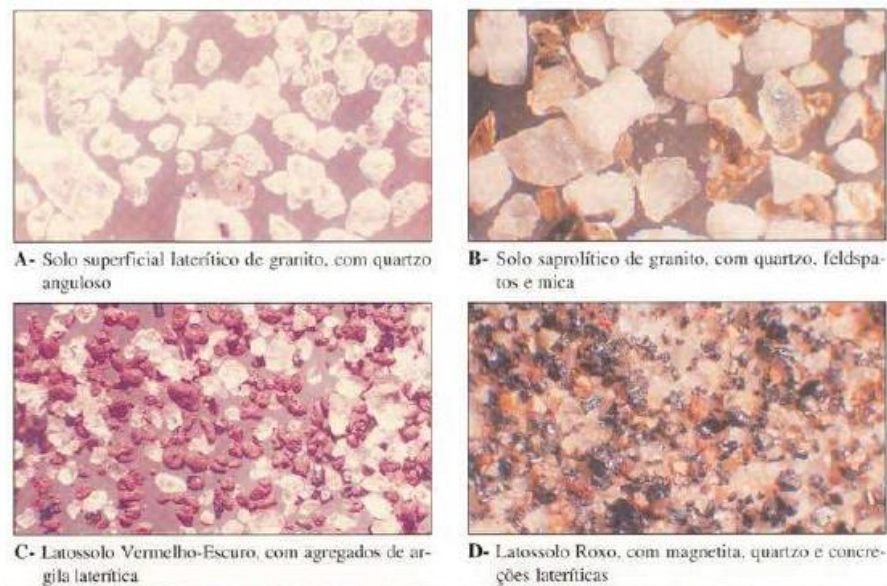 A- Solo superficial laterítico de granito, com quartzo
anguloso
B- Solo saprolítico de granito, com quartzo, feldspa-
tos e mica
C- Latossolo Vermelho-Escuro, com agregados de ar-
gila laterítica
D- Latossolo Roxo, com magnetita, quartzo e concre-
ções lateríticas